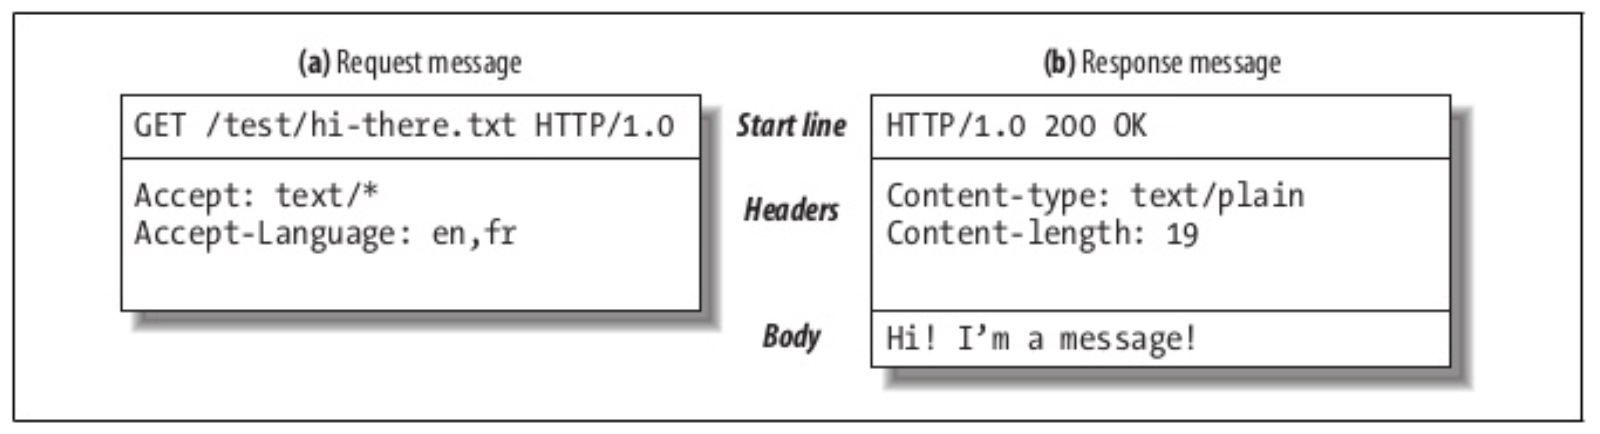 (a) Request message
GET /test/hi-there.txt HTTP/1.0
Accept: text/*
Accept-Language: en,fr
Start line
Headers
Body
(b) Response message
HTTP/1.0 200 OK
Content-type: text/plain
Content-length: 19
Hi! I’m a message!